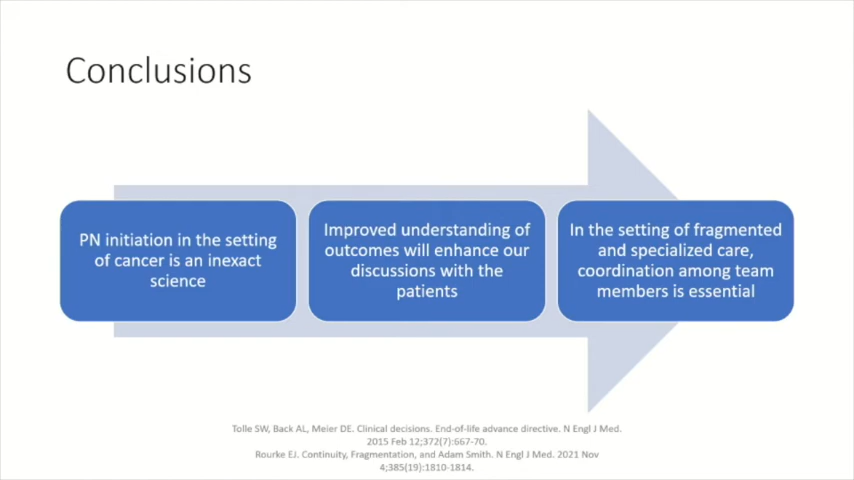 Conclusions
PN initiation in the setting
of cancer is an inexact
science
Improved understanding of
outcomes will enhance our
discussions with the
patients
In the setting of fragmented
and specialized care,
coordination among team
members is essential
Tolle SW, Back AL, Meier DE. Clinical decisions. End-of-life advance directive. N Engl J Med.
2015 Feb 12;372(7):667-70.
Rourke EJ. Continuity, Fragmentation, and Adam Smith. N Engl J Med. 2021 Nov
4;385(19):1810-1814.